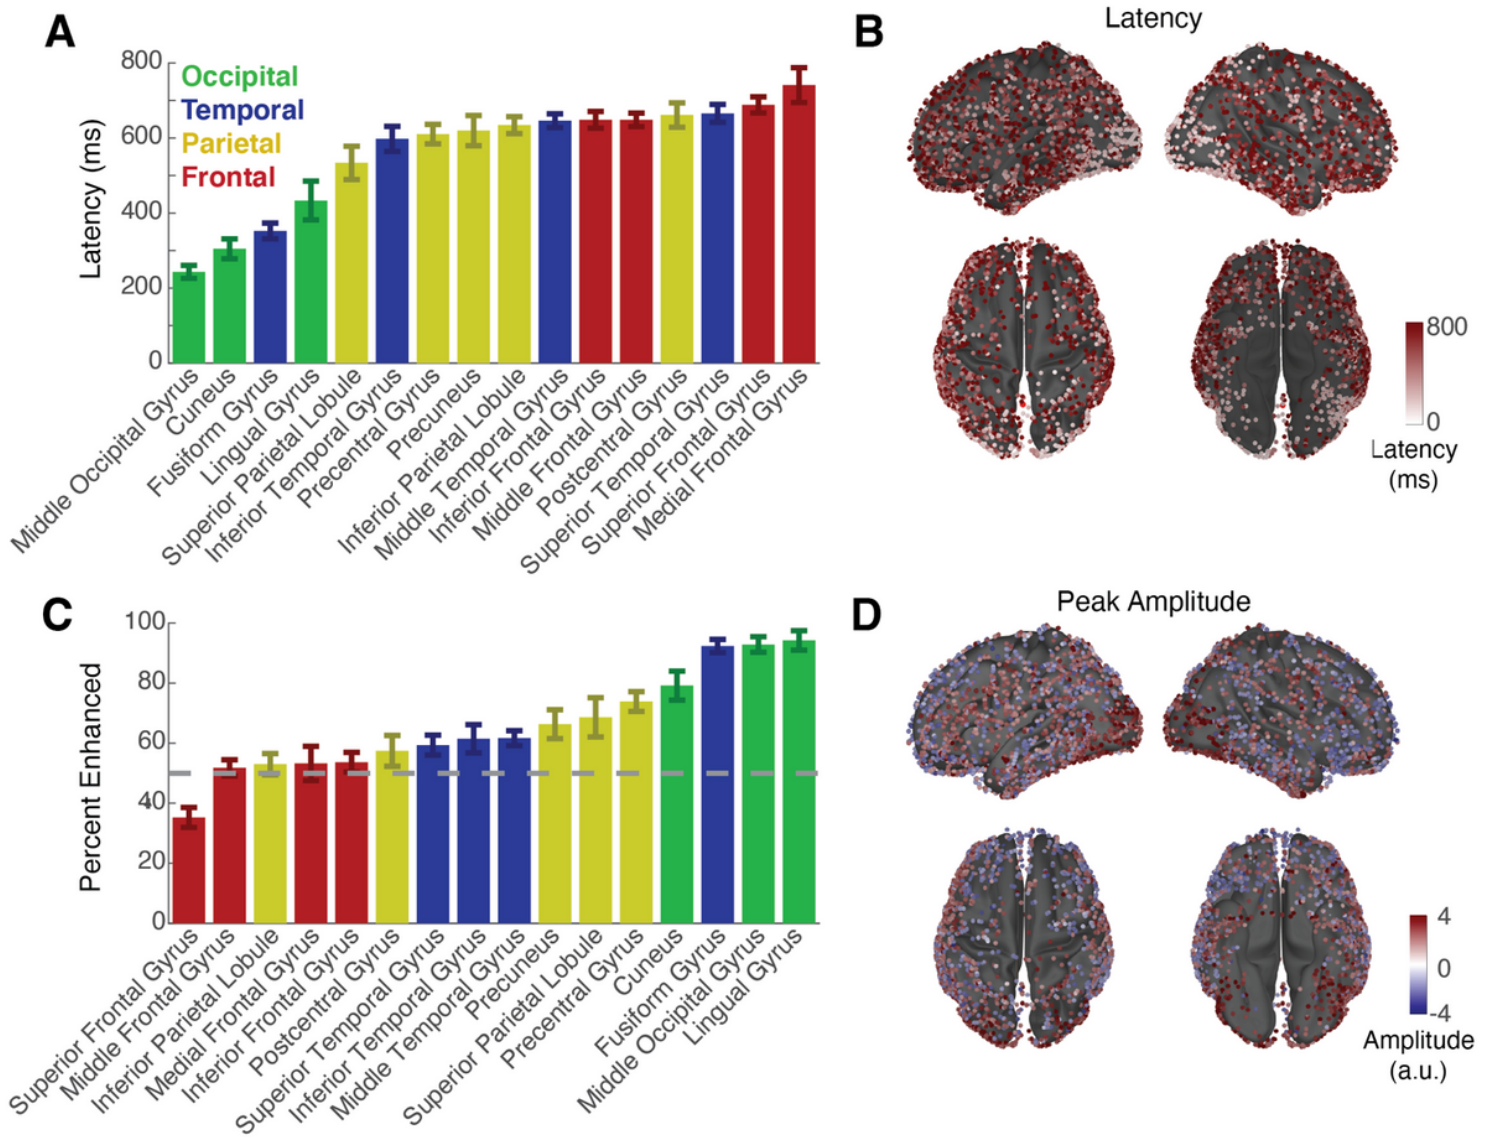 A
Latency (ms)
800
600
400
200
0
Occipital
Temporal
Parietal
Frontal
Middle Occipital Gyrus
Cuneus
Fusiform Gyrus
Lingual Gyrus
Superior Parietal Lobule
Inferior Temporal Gyrus
Precentral Gyrus
Precuneus
Inferior Parietal Lobule
Middle Temporal Gyrus
Inferior Frontal Gyrus
Middle Frontal Gyrus
Postcentral Gyrus
Superior Temporal Gyrus
Superior Frontal Gyrus
Medial Frontal Gyrus
B
Latency
800
0
Latency
(ms)
C
Percent Enhanced
100
80
60
40
20
0
Superior Frontal Gyrus
Middle Frontal Gyrus
Inferior Parietal Lobule
Medial Frontal Gyrus
Inferior Frontal Gyrus
Postcentral Gyrus
Superior Temporal Gyrus
Inferior Temporal Gyrus
Middle Temporal Gyrus
Precuneus
Superior Parietal Lobule
Precentral Gyrus
Cuneus
Fusiform Gyrus
Middle Occipital Gyrus
Lingual Gyrus
D
Peak Amplitude
4
0
-4
Amplitude
(a.u.)